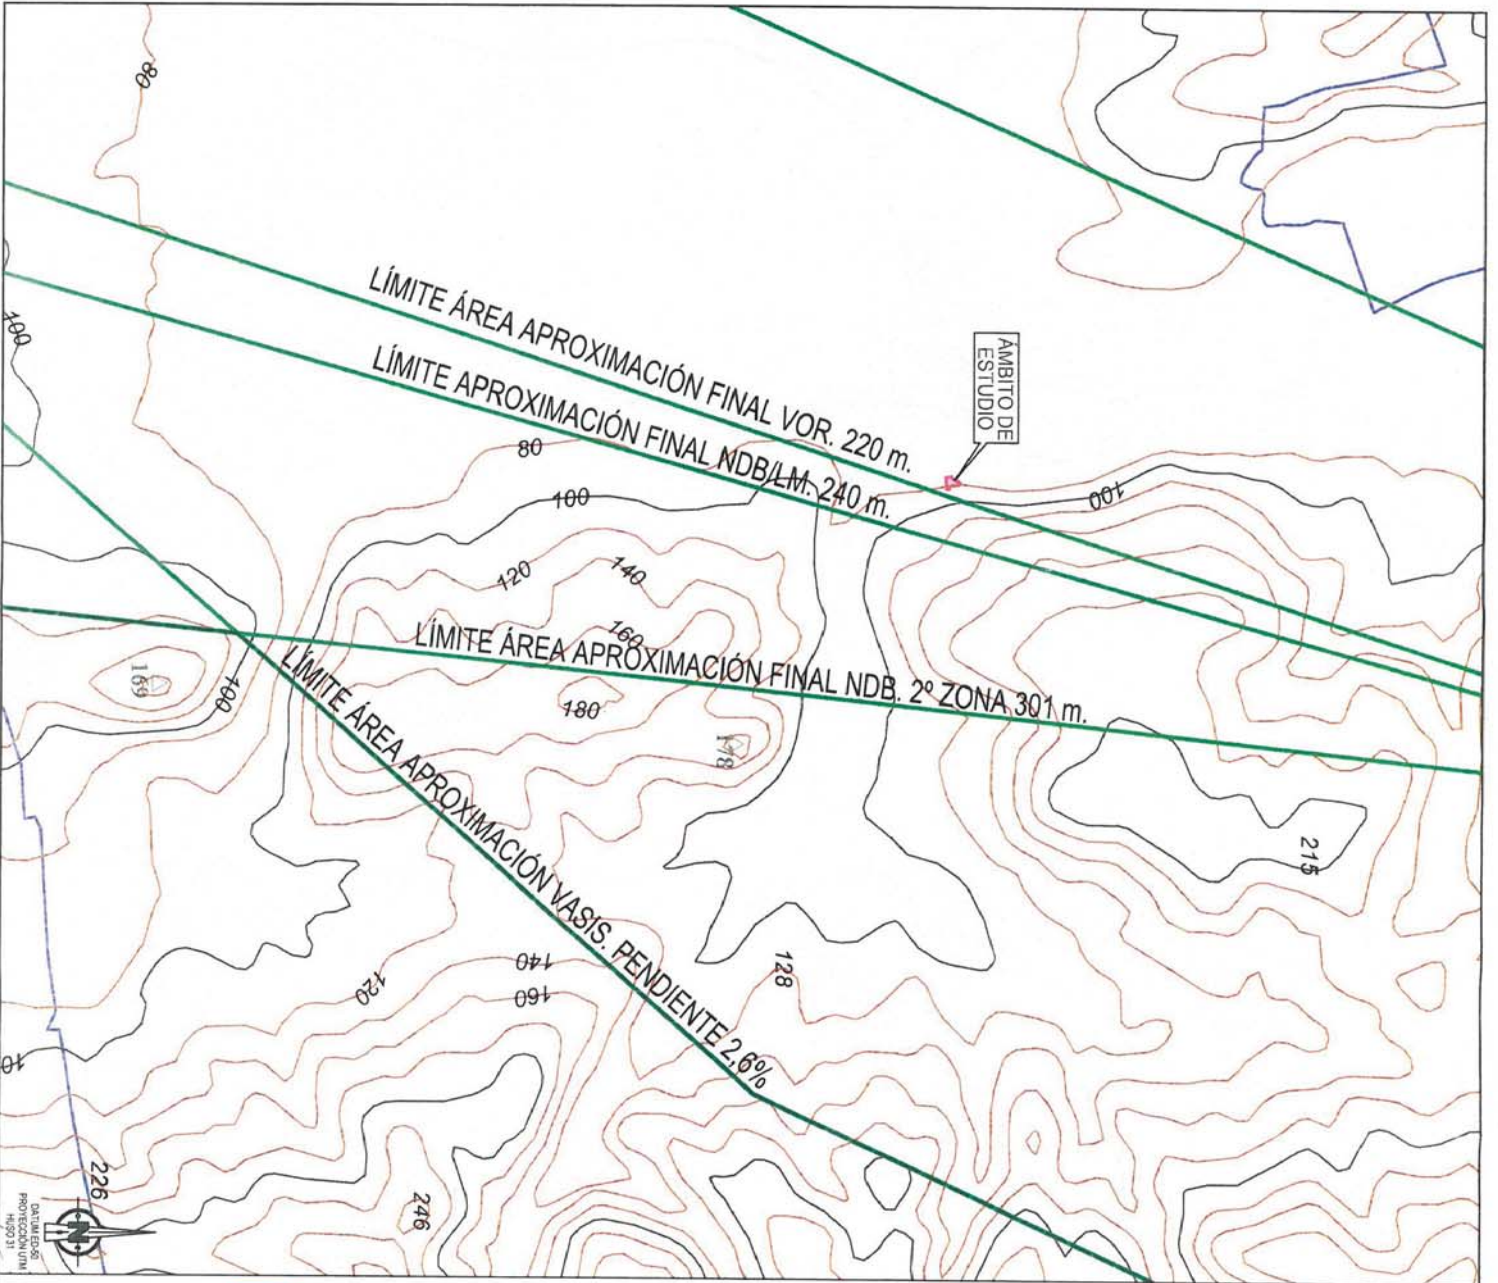 80
100
LÍMITE ÁREA APROXIMACIÓN FINAL VOR. 220 m.
LÍMITE APROXIMACIÓN FINAL NDB/LM. 240 m.
ÁMBITO DE
ESTUDIO
80
100
100
120
140
160
LÍMITE ÁREA APROXIMACIÓN FINAL NDB. 2º ZONA 301 m.
180
178
169
100
LÍMITE ÁREA APROXIMACIÓN VASIS. PENDIENTE 2,6%
215
128
140
160
120
10
226
246
N
DATUM ED-50
PROYECCIÓN UTM
HUSO 31